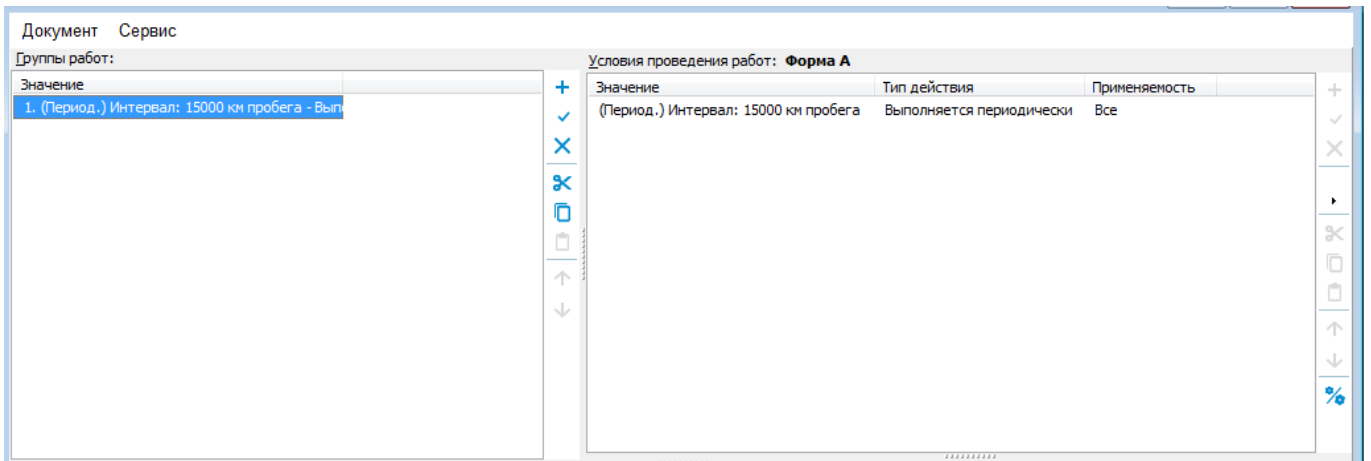 Документ Сервис
Группы работ:
Значение
1. (Период.) Интервал: 15000 км пробега - Вып
Условия проведения работ: Форма А
Значение Тип действия Применяемость
(Период.) Интервал: 15000 км пробега Выполняется периодически Все